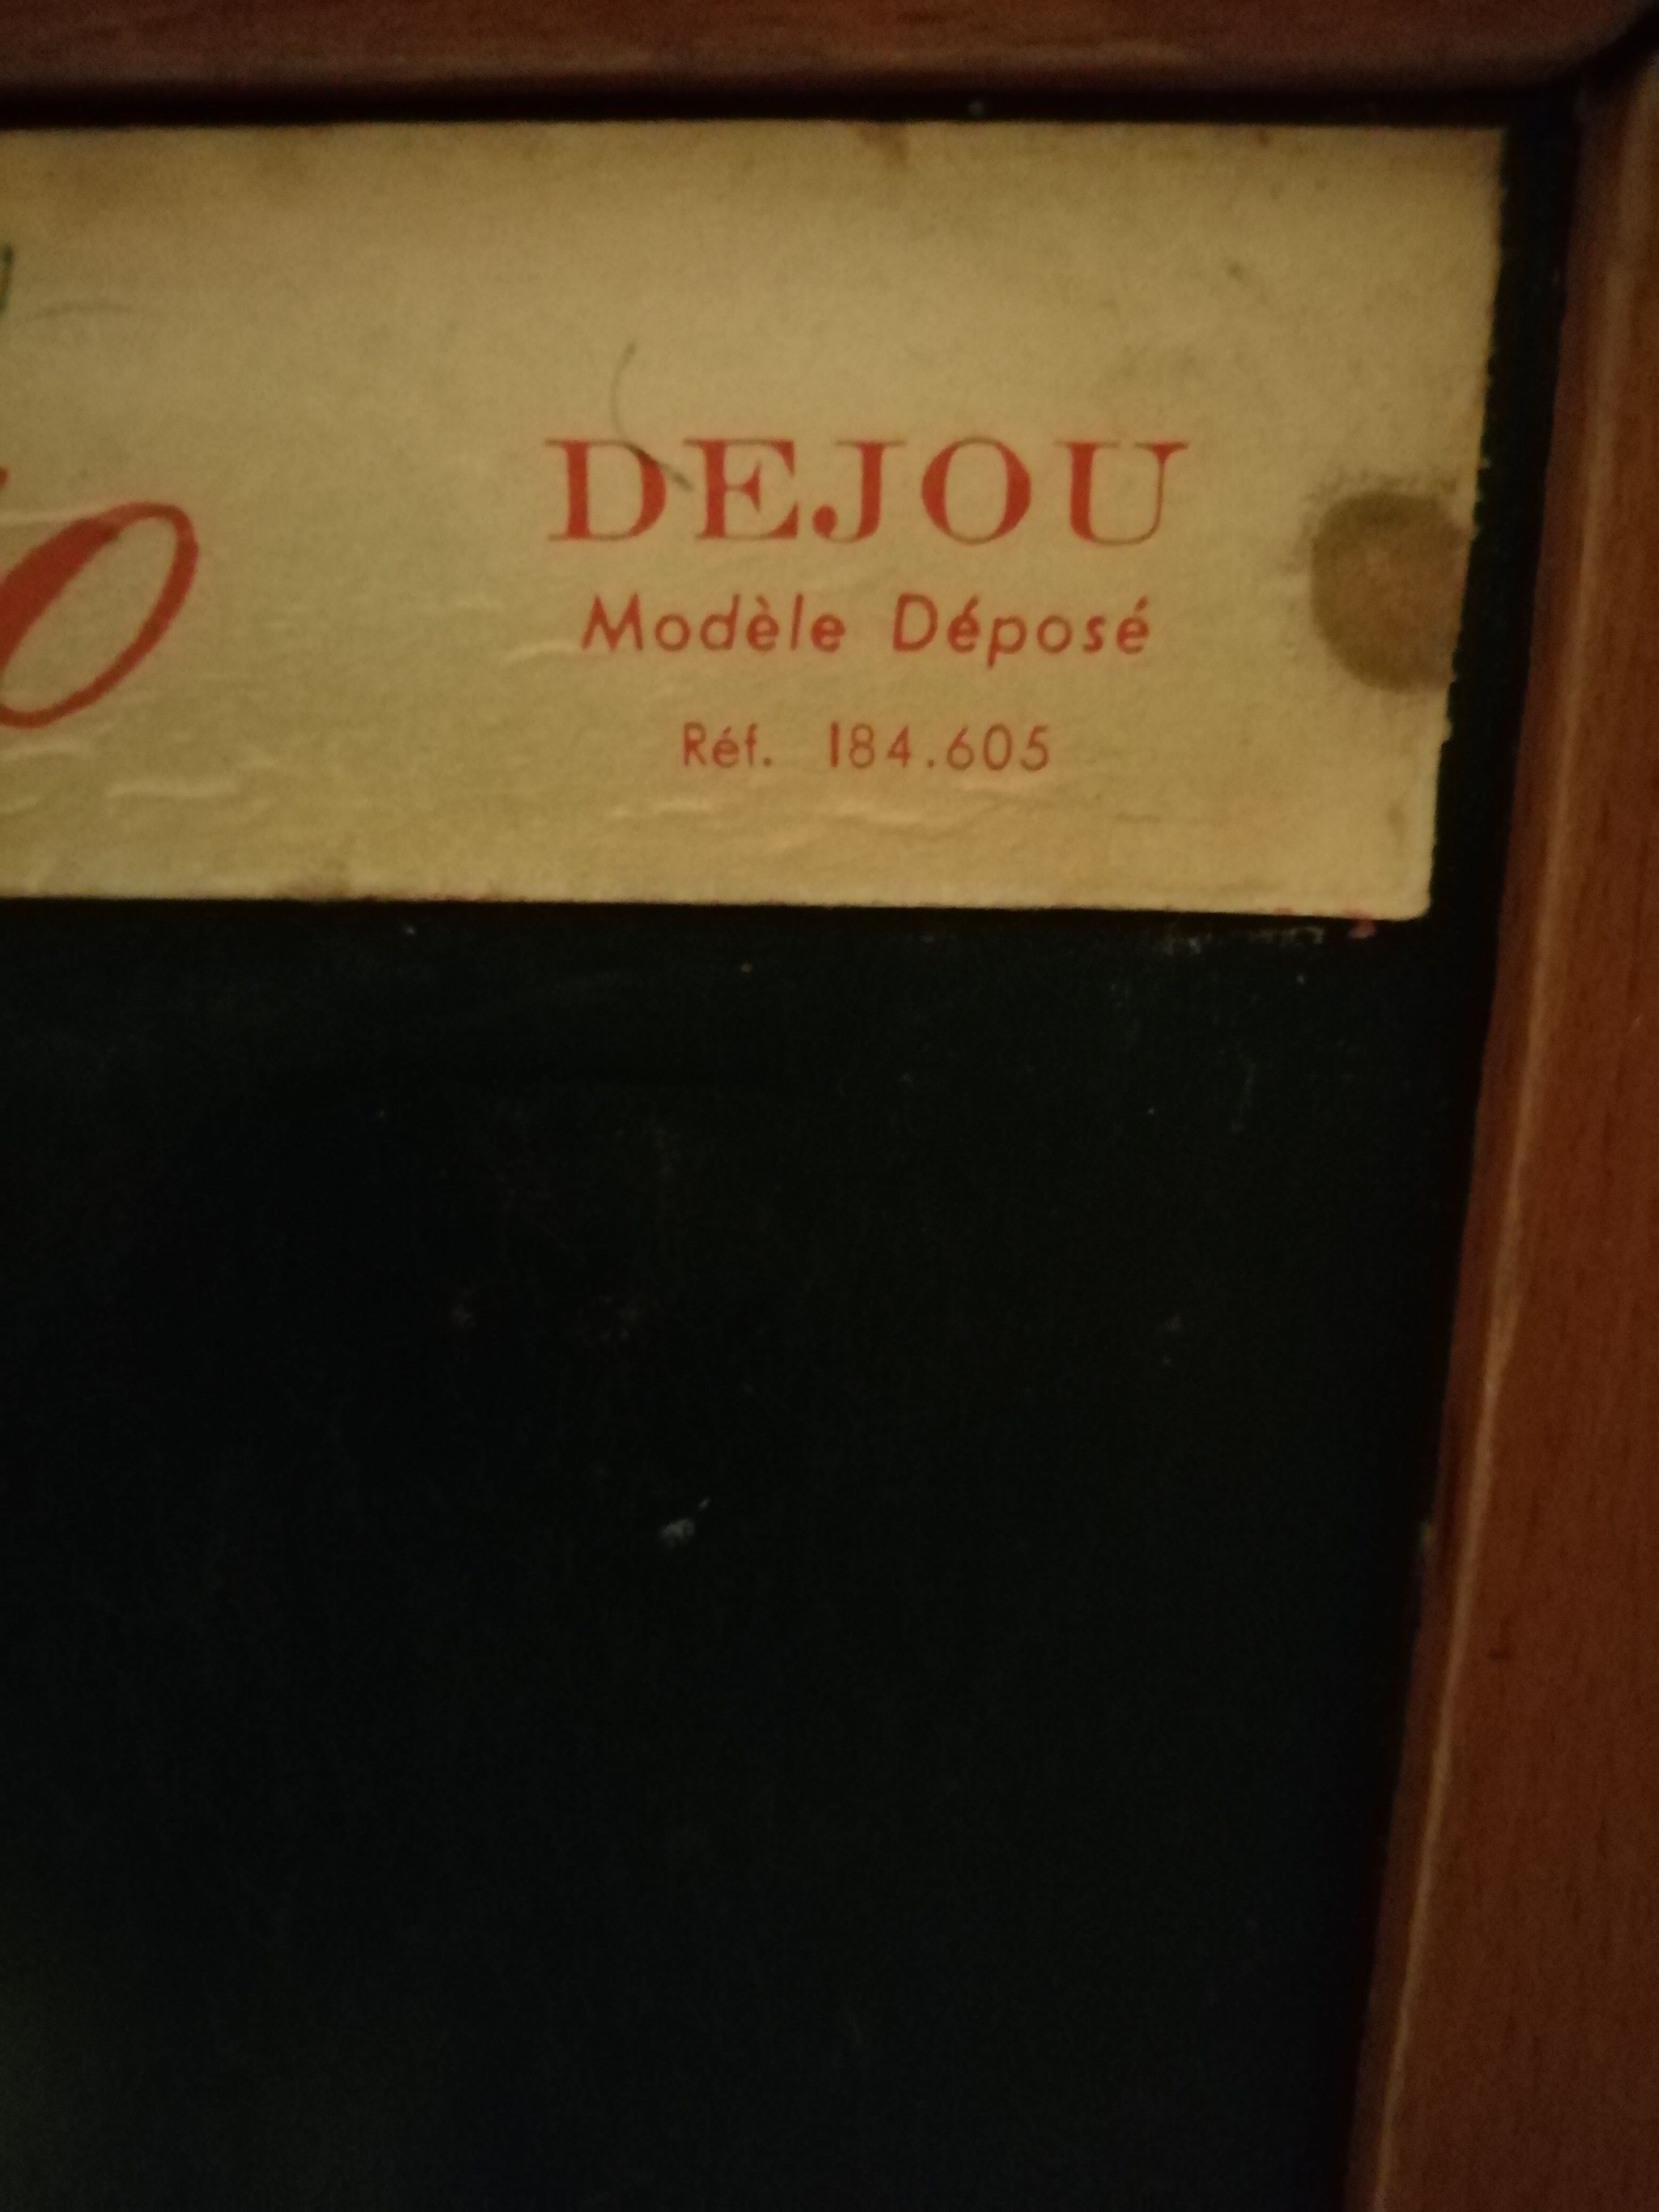 DEJOU
Modèle Déposé
Réf. 184.605